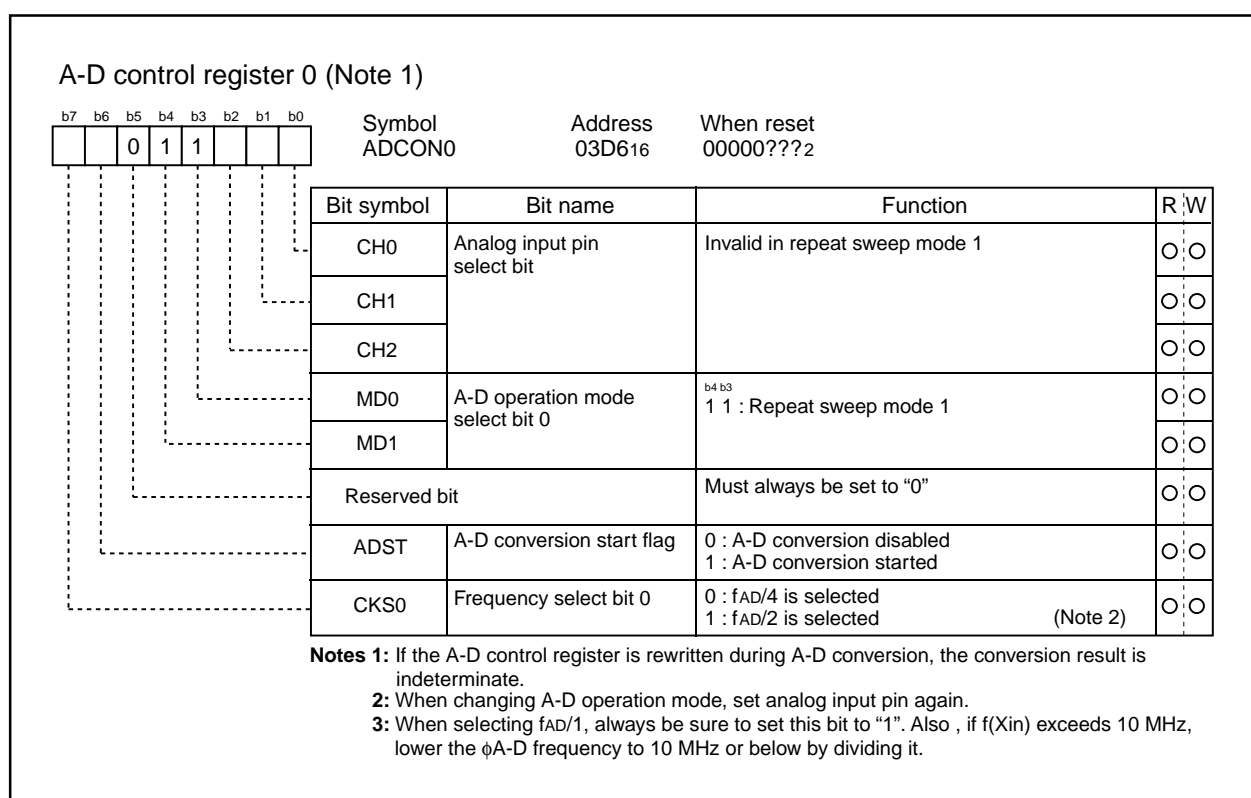 A-D control register 0 (Note 1)
b7 b6 b5 b4 b3 b2 b1 b0
0 1 1
Symbol Address When reset
ADCON0 03D616 00000???2
Bit symbol Bit name Function R W
CH0 Analog input pin select bit Invalid in repeat sweep mode 1
CH1
CH2
MD0 A-D operation mode select bit 0 b4 b3
1 1 : Repeat sweep mode 1
MD1
Reserved bit Must always be set to “0”
ADST A-D conversion start flag 0 : A-D conversion disabled
1 : A-D conversion started
CKS0 Frequency select bit 0 0 : fAD/4 is selected
1 : fAD/2 is selected (Note 2)
Notes 1: If the A-D control register is rewritten during A-D conversion, the conversion result is
indeterminate.
2: When changing A-D operation mode, set analog input pin again.
3: When selecting fAD/1, always be sure to set this bit to “1”. Also , if f(Xin) exceeds 10 MHz,
lower the ϕA-D frequency to 10 MHz or below by dividing it.